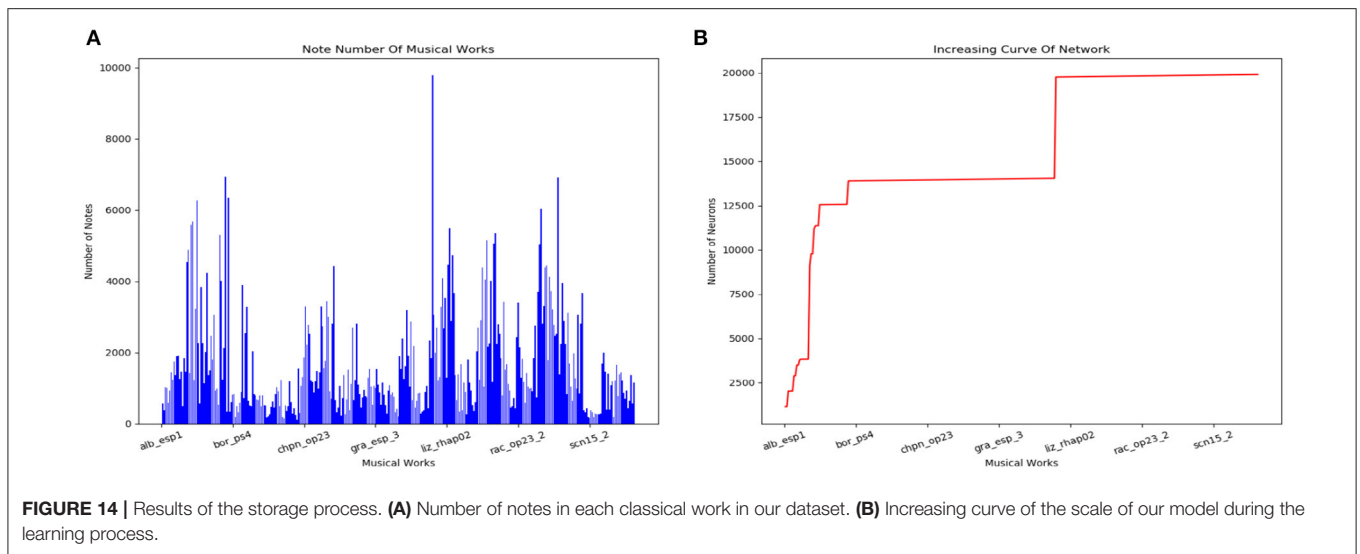 A
Note Number Of Musical Works
10000
8000
6000
4000
2000
0
Number of Notes
alb_esp1
bor_ps4
chpn_op23
gra_esp_3
liz_rhap02
rac_op23_2
scn15_2
Musical Works
B
Increasing Curve Of Network
20000
17500
15000
12500
10000
7500
5000
2500
Number of Neurons
alb_esp1
bor_ps4
chpn_op23
gra_esp_3
liz_rhap02
rac_op23_2
scn15_2
Musical Works
FIGURE 14 | Results of the storage process. (A) Number of notes in each classical work in our dataset. (B) Increasing curve of the scale of our model during the
learning process.